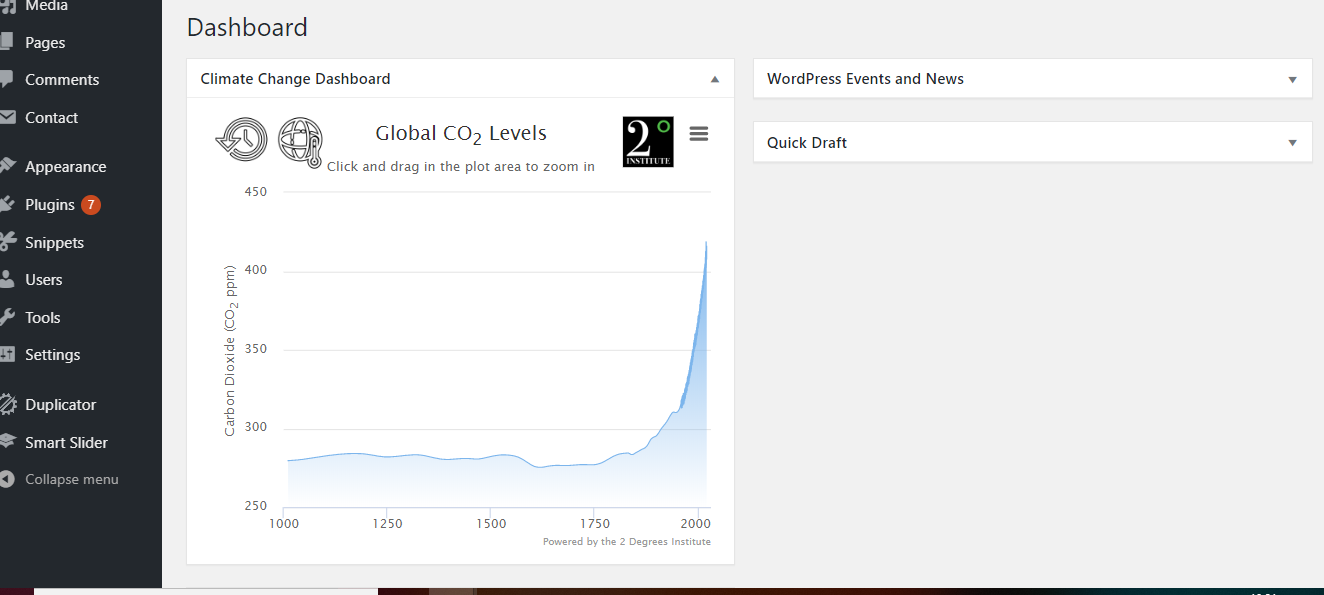 Media
Pages
Comments
Contact
Appearance
Plugins 7
Snippets
Users
Tools
Settings
Duplicator
Smart Slider
Collapse menu
Dashboard
Climate Change Dashboard
Global CO2 Levels
Click and drag in the plot area to zoom in
2°
INSTITUTE
Carbon Dioxide (CO2 ppm)
450
400
350
300
250
1000 1250 1500 1750 2000
Powered by the 2 Degrees Institute
WordPress Events and News
Quick Draft